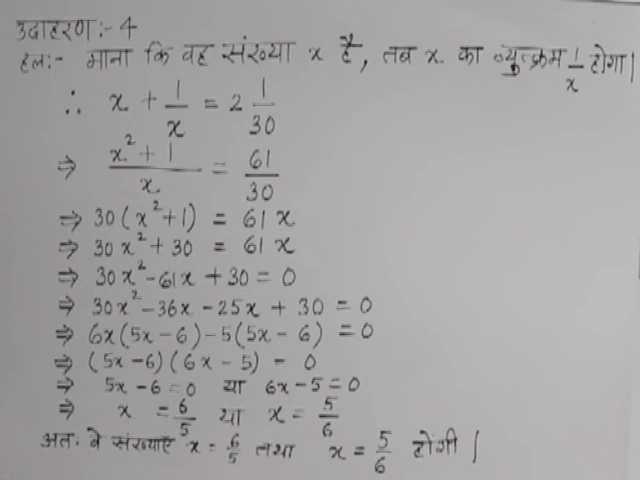 उदाहरण:- 4
हल:- माना कि वह संख्या x है, तब x का व्युत्क्रम 1/x होगा।
∴ x + 1/x = 2 1/30
⇒ (x² + 1)/x = 61/30
⇒ 30(x² + 1) = 61x
⇒ 30x² + 30 = 61x
⇒ 30x² - 61x + 30 = 0
⇒ 30x² - 36x - 25x + 30 = 0
⇒ 6x(5x - 6) - 5(5x - 6) = 0
⇒ (5x - 6)(6x - 5) = 0
⇒ 5x - 6 = 0 या 6x - 5 = 0
⇒ x = 6/5 या x = 5/6
अतः वे संख्याएं x = 6/5 तथा x = 5/6 होंगी।